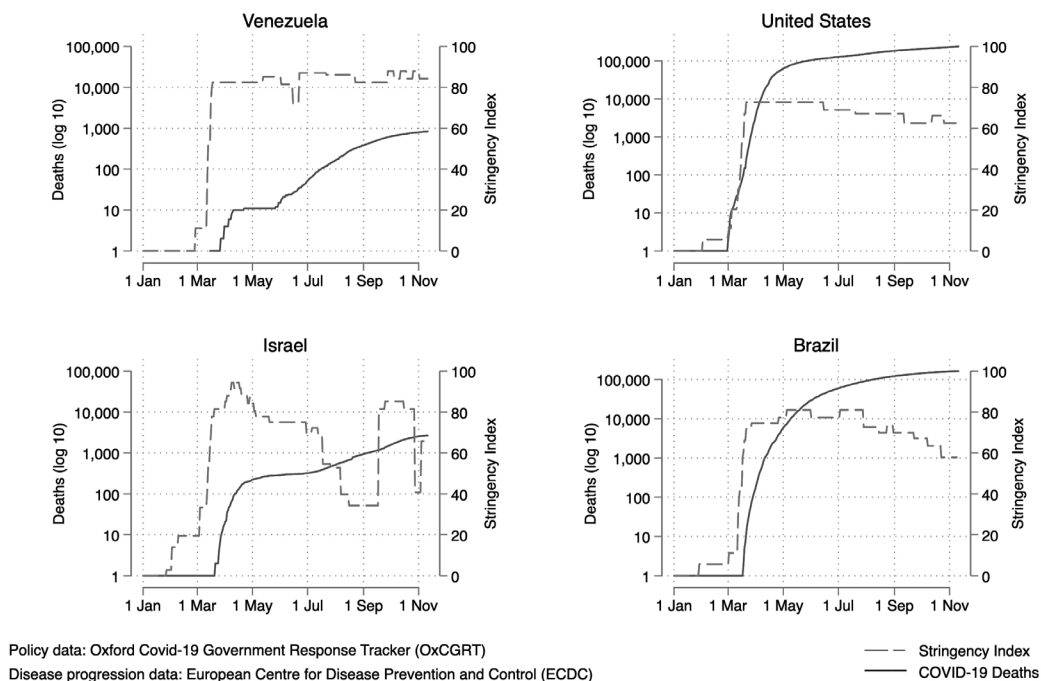 Venezuela
Deaths (log 10)
100,000
10,000
1,000
100
10
1
100
80
60
40
20
0
Stringency Index
1 Jan 1 Mar 1 May 1 Jul 1 Sep 1 Nov
United States
Deaths (log 10)
100,000
10,000
1,000
100
10
1
100
80
60
40
20
0
Stringency Index
1 Jan 1 Mar 1 May 1 Jul 1 Sep 1 Nov
Israel
Deaths (log 10)
100,000
10,000
1,000
100
10
1
100
80
60
40
20
0
Stringency Index
1 Jan 1 Mar 1 May 1 Jul 1 Sep 1 Nov
Brazil
Deaths (log 10)
100,000
10,000
1,000
100
10
1
100
80
60
40
20
0
Stringency Index
1 Jan 1 Mar 1 May 1 Jul 1 Sep 1 Nov
Policy data: Oxford Covid-19 Government Response Tracker (OxCGRT)
Disease progression data: European Centre for Disease Prevention and Control (ECDC)
Stringency Index
COVID-19 Deaths